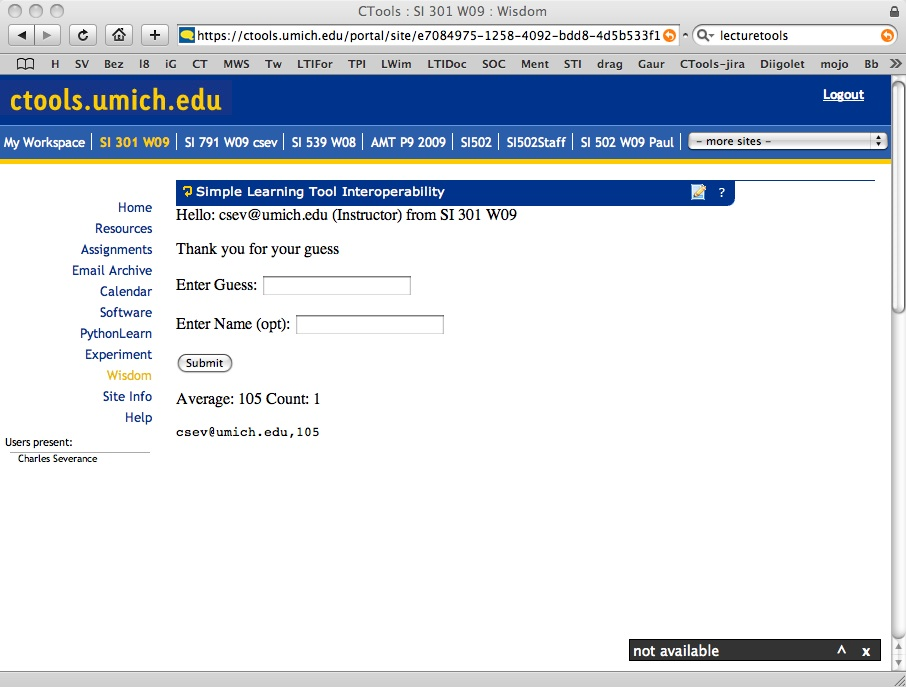 CTools : SI 301 W09 : Wisdom
https://ctools.umich.edu/portal/site/e7084975-1258-4092-bdd8-4d5b533f1
lecturetools
H SV Bez I8 iG CT MWS Tw LTIFor TPI LWim LTIDoc SOC Ment STI drag Gaur CTools-jira Diigolet mojo Bb »
ctools.umich.edu
Logout
My Workspace SI 301 W09 SI 791 W09 csev SI 539 W08 AMT P9 2009 SI502 SI502Staff SI 502 W09 Paul - more sites -
Home
Resources
Assignments
Email Archive
Calendar
Software
PythonLearn
Experiment
Wisdom
Site Info
Help
Users present:
Charles Severance
Simple Learning Tool Interoperability ?
Hello: csev@umich.edu (Instructor) from SI 301 W09
Thank you for your guess
Enter Guess:
Enter Name (opt):
Submit
Average: 105 Count: 1
csev@umich.edu,105
not available ^ x